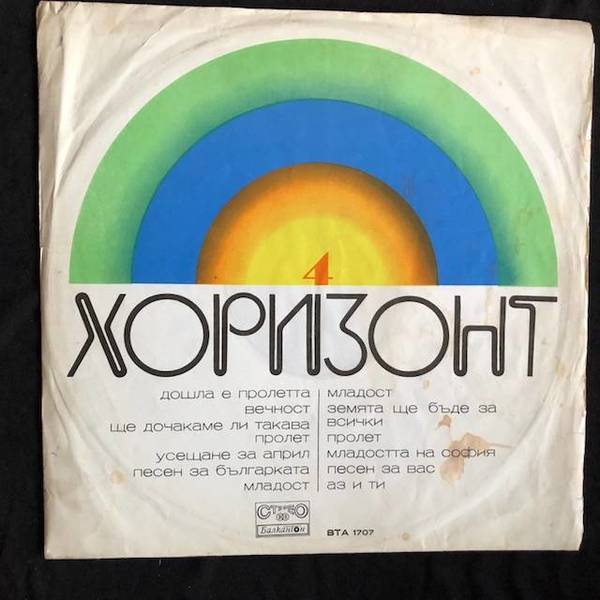 4
ХОРИЗОНТ
дошла е пролетта
вечност
ще дочакаме ли такава
пролет
усещане за април
песен за българката
младост
младост
земята ще бъде за
всички
пролет
младостта на софия
песен за вас
аз и ти
СТЕРЕО
Балкантон
ВТА 1707